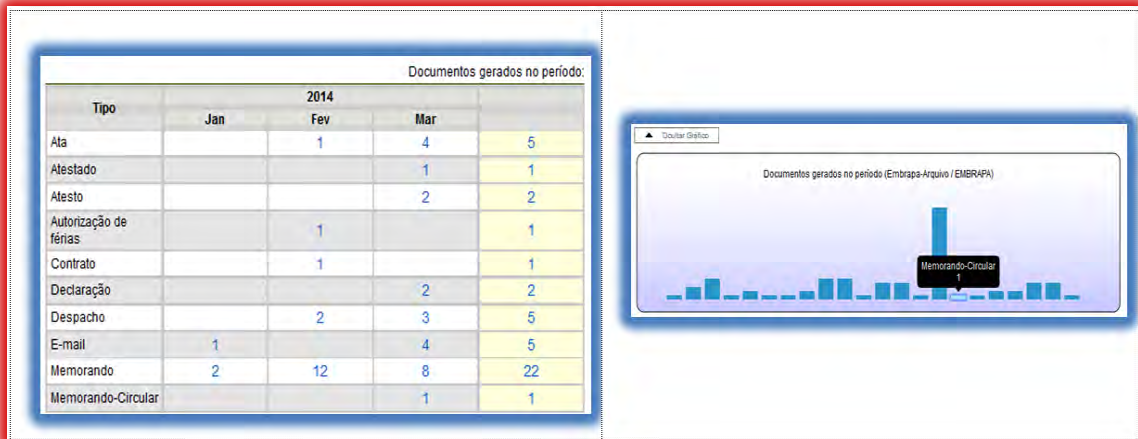 Documentos gerados no período:
Tipo 2014
Jan Fev Mar
Ata 1 4 5
Atestado 1 1
Atesto 2 2
Autorização de
férias 1 1
Contrato 1 1
Declaração 2 2
Despacho 2 3 5
E-mail 1 4 5
Memorando 2 12 8 22
Memorando-Circular 1 1
Ocultar Gráfico
Documentos gerados no período (Embrapa-Arquivo / EMBRAPA)
Memorando-Circular
1